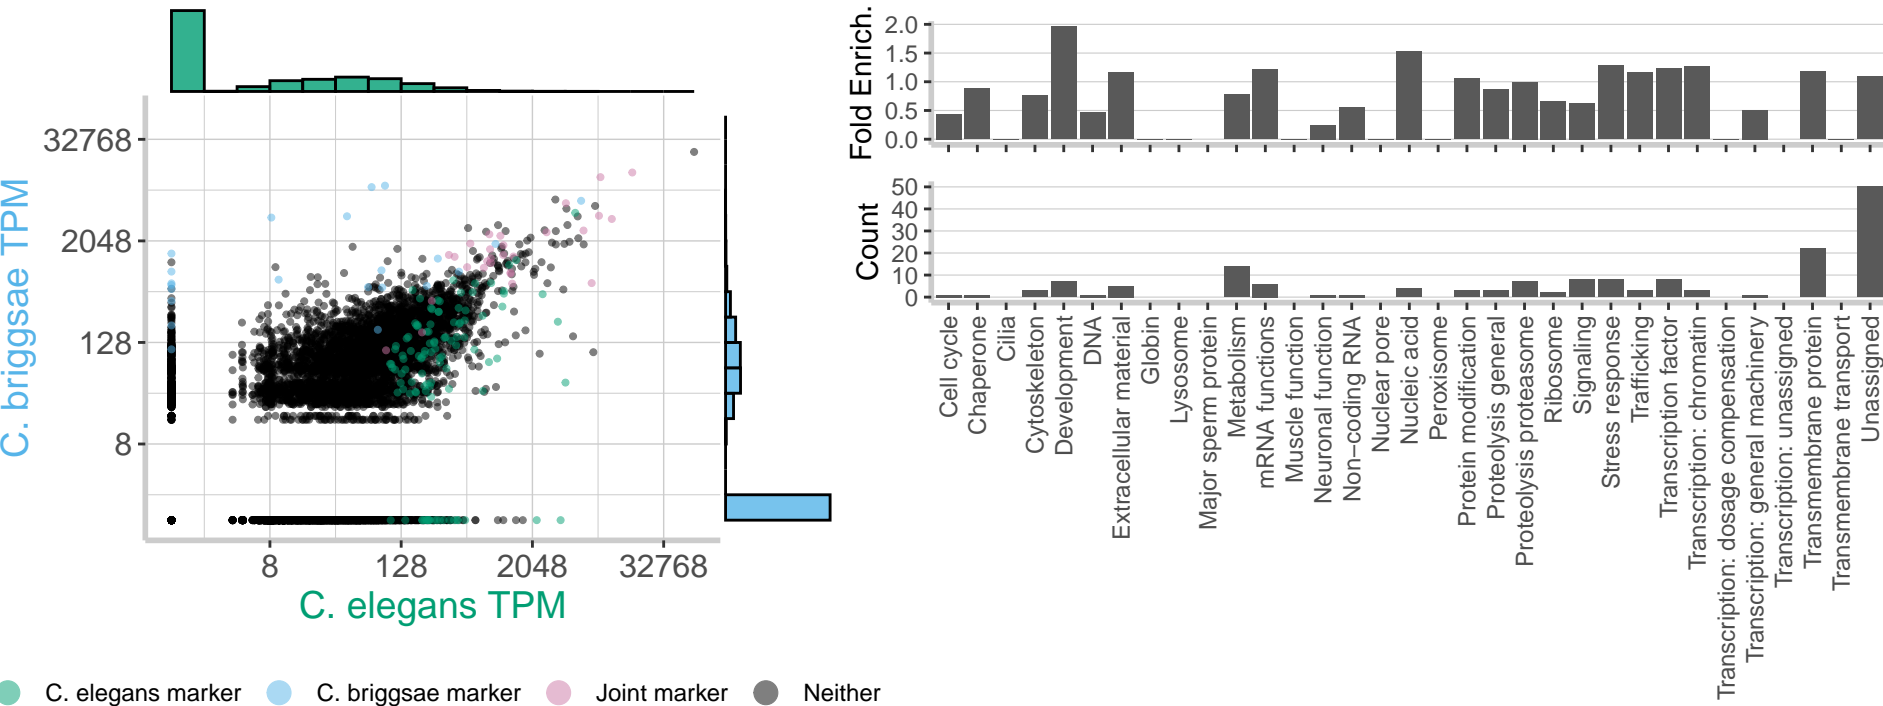 C. briggsae TPM
32768
2048
128
8
8
128
2048
32768
C. elegans TPM
C. elegans marker
C. briggsae marker
Joint marker
Neither
Fold Enrich.
2.0
1.5
1.0
0.5
0.0
Count
50
40
30
20
10
0
Cell cycle
Chaperone
Cilia
Cytoskeleton
Development
DNA
Extracellular material
Globin
Lysosome
Major sperm protein
Metabolism
mRNA functions
Muscle function
Neuronal function
Non−coding RNA
Nuclear pore
Nucleic acid
Peroxisome
Protein modification
Proteolysis general
Proteolysis proteasome
Ribosome
Signaling
Stress response
Trafficking
Transcription factor
Transcription: chromatin
Transcription: dosage compensation
Transcription: general machinery
Transcription: unassigned
Transmembrane protein
Transmembrane transport
Unassigned